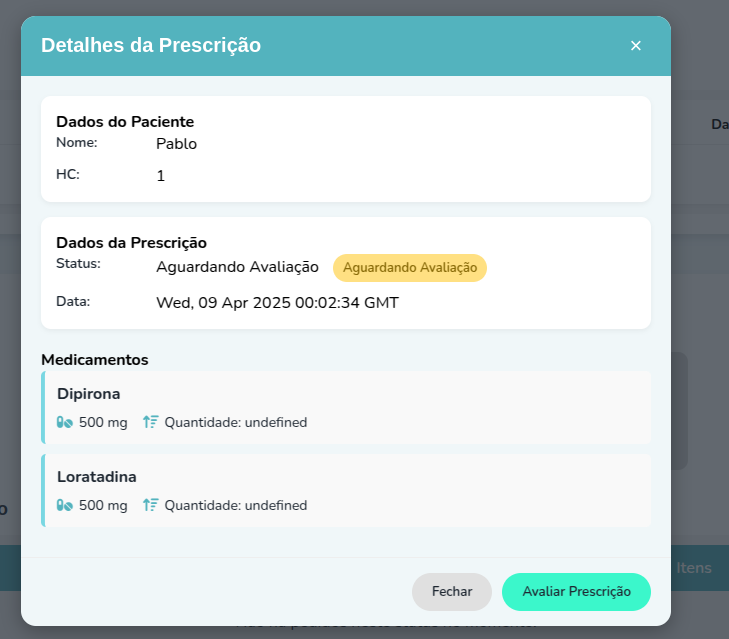 Detalhes da Prescrição ×
Da
Dados do Paciente
Nome: Pablo
HC: 1
Dados da Prescrição
Status: Aguardando Avaliação Aguardando Avaliação
Data: Wed, 09 Apr 2025 00:02:34 GMT
Medicamentos
Dipirona
500 mg Quantidade: undefined
Loratadina
500 mg Quantidade: undefined
o
Itens
Fechar Avaliar Prescrição